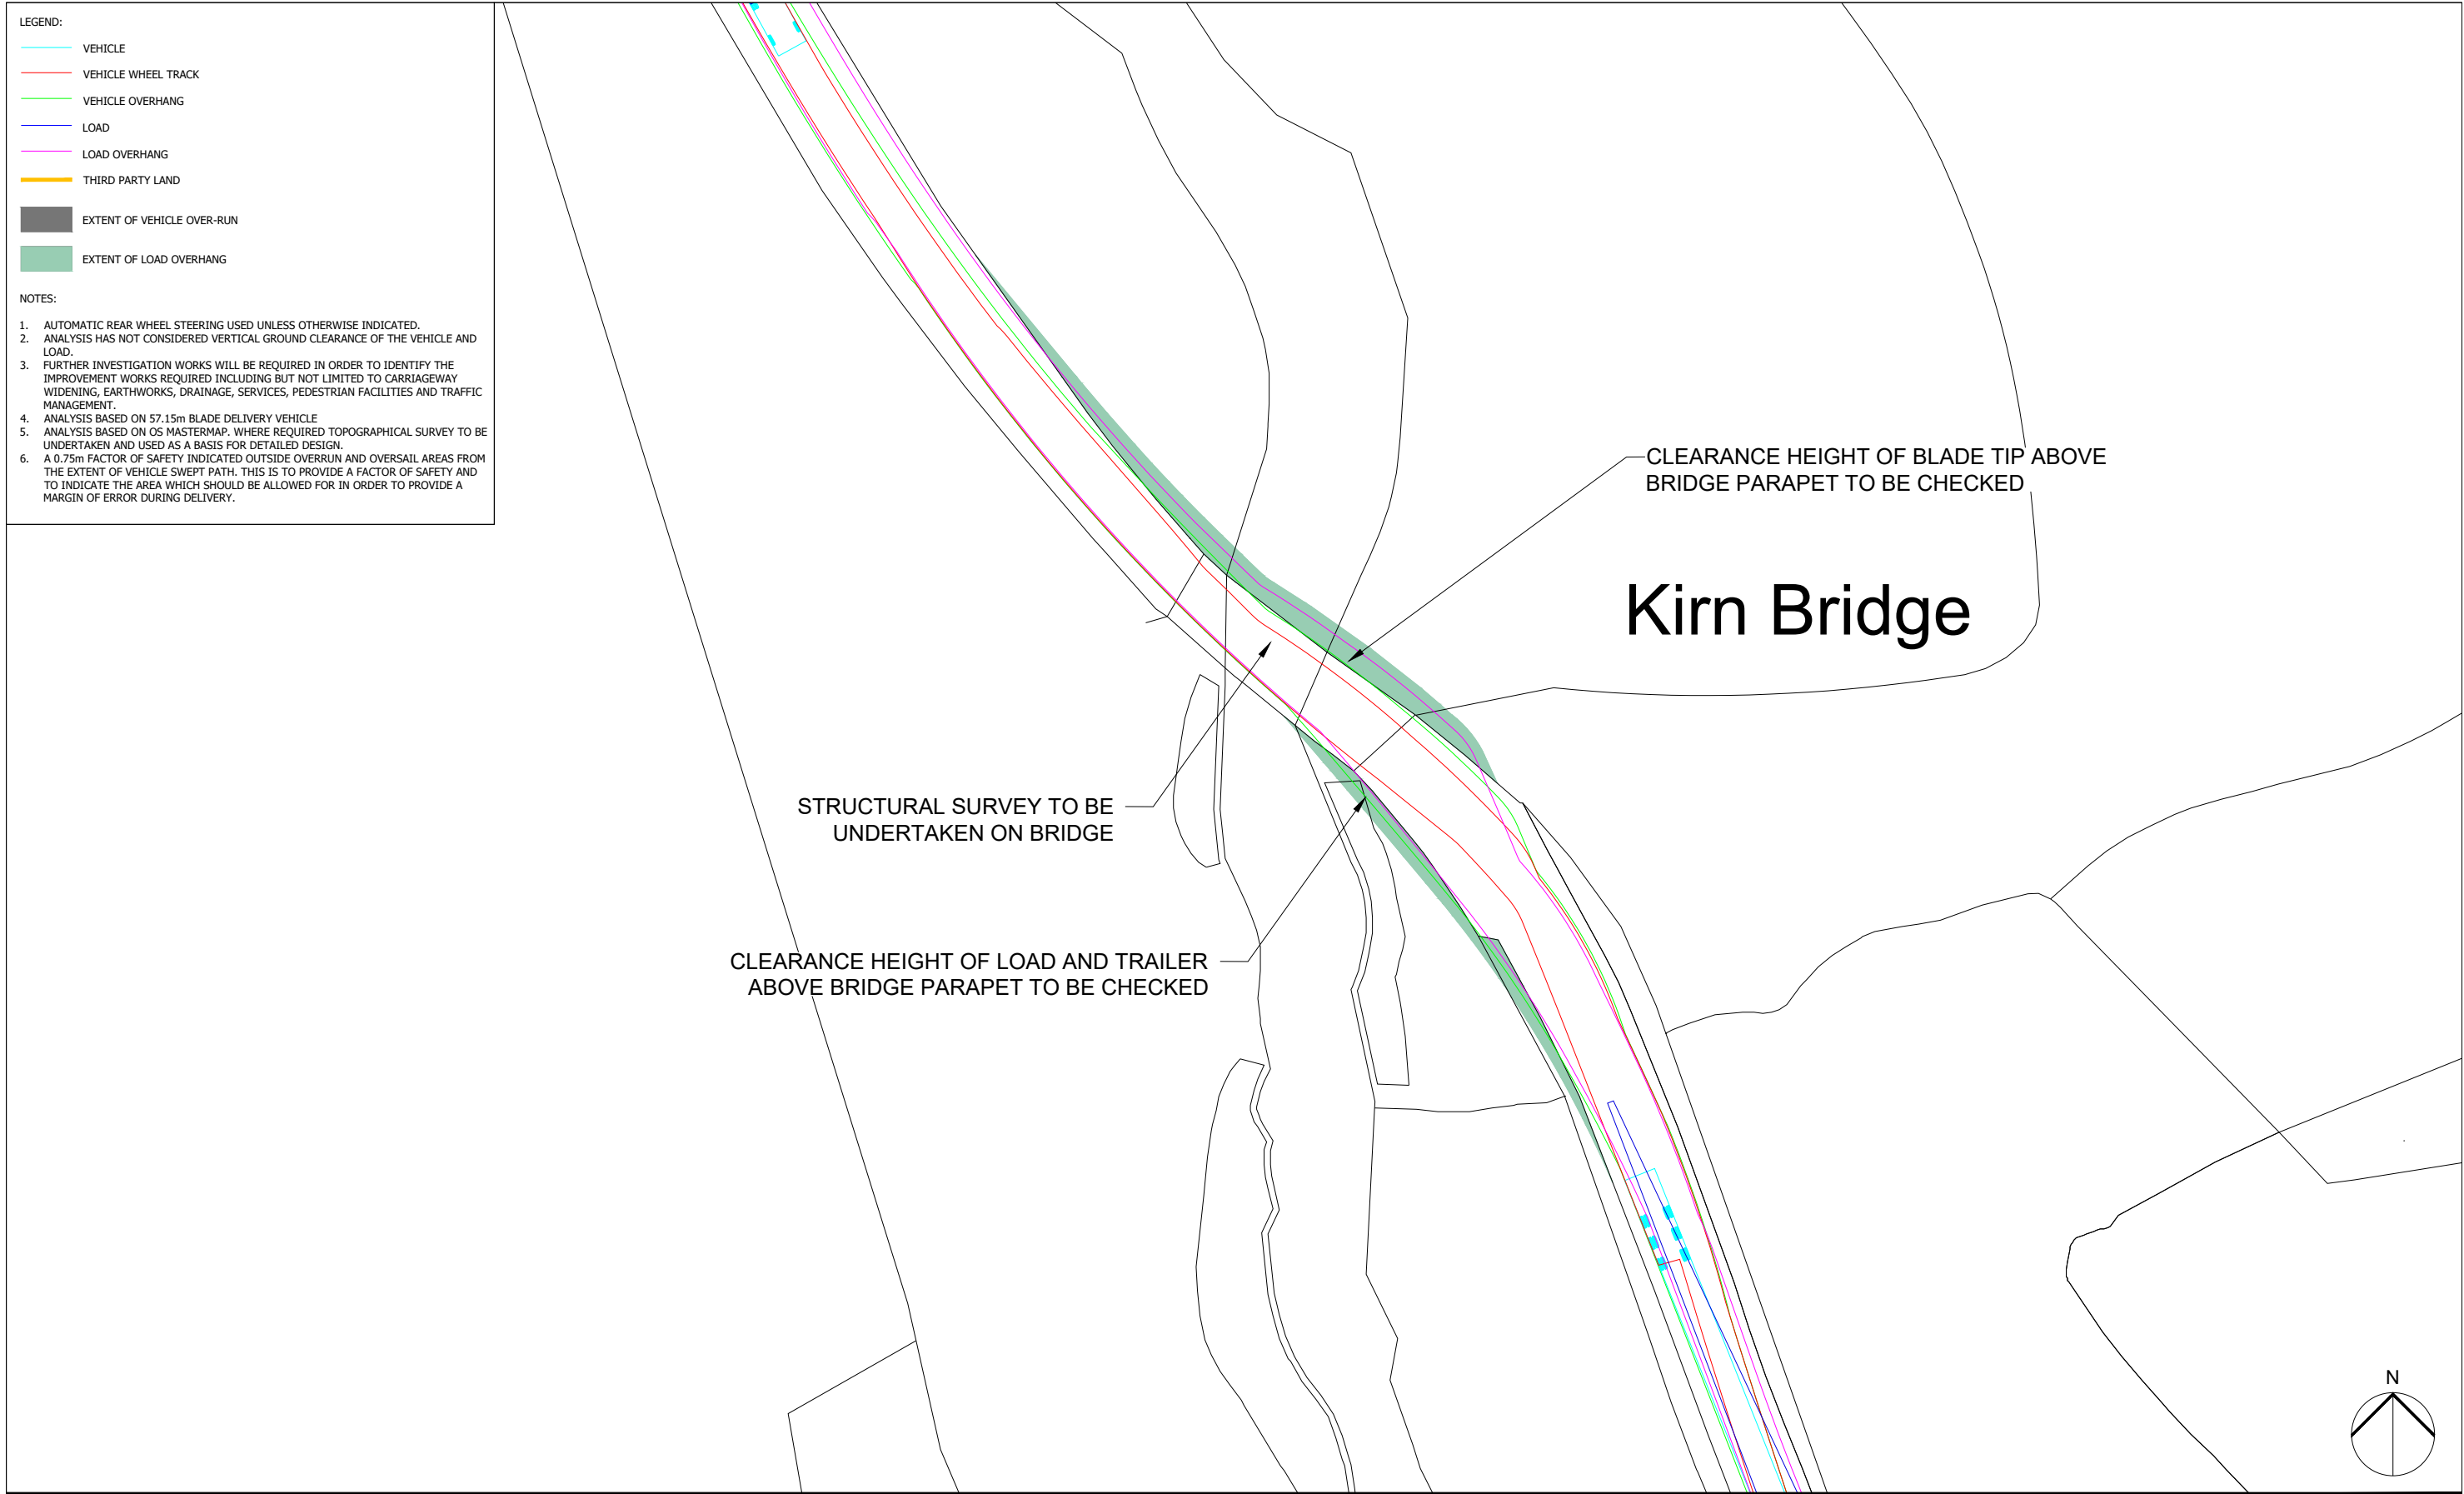 LEGEND:
VEHICLE
VEHICLE WHEEL TRACK
VEHICLE OVERHANG
LOAD
LOAD OVERHANG
THIRD PARTY LAND
EXTENT OF VEHICLE OVER-RUN
EXTENT OF LOAD OVERHANG
NOTES:
1. AUTOMATIC REAR WHEEL STEERING USED UNLESS OTHERWISE INDICATED.
2. ANALYSIS HAS NOT CONSIDERED VERTICAL GROUND CLEARANCE OF THE VEHICLE AND
LOAD.
3. FURTHER INVESTIGATION WORKS WILL BE REQUIRED IN ORDER TO IDENTIFY THE
IMPROVEMENT WORKS REQUIRED INCLUDING BUT NOT LIMITED TO CARRIAGEWAY
WIDENING, EARTHWORKS, DRAINAGE, SERVICES, PEDESTRIAN FACILITIES AND TRAFFIC
MANAGEMENT.
4. ANALYSIS BASED ON 57.15m BLADE DELIVERY VEHICLE
5. ANALYSIS BASED ON OS MASTERMAP. WHERE REQUIRED TOPOGRAPHICAL SURVEY TO BE
UNDERTAKEN AND USED AS A BASIS FOR DETAILED DESIGN.
6. A 0.75m FACTOR OF SAFETY INDICATED OUTSIDE OVERRUN AND OVERSAIL AREAS FROM
THE EXTENT OF VEHICLE SWEPT PATH. THIS IS TO PROVIDE A FACTOR OF SAFETY AND
TO INDICATE THE AREA WHICH SHOULD BE ALLOWED FOR IN ORDER TO PROVIDE A
MARGIN OF ERROR DURING DELIVERY.
CLEARANCE HEIGHT OF BLADE TIP ABOVE
BRIDGE PARAPET TO BE CHECKED
Kirn Bridge
STRUCTURAL SURVEY TO BE
UNDERTAKEN ON BRIDGE
CLEARANCE HEIGHT OF LOAD AND TRAILER
ABOVE BRIDGE PARAPET TO BE CHECKED
N